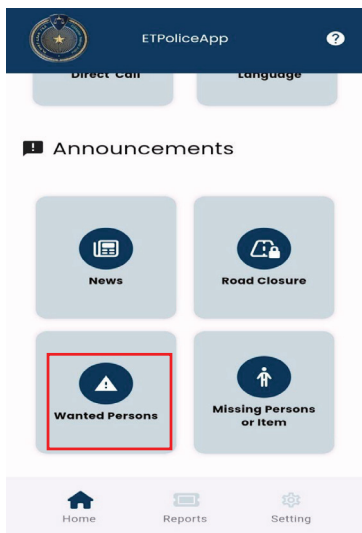 ETPoliceApp
Direct Call
Language
Announcements
News
Road Closure
Wanted Persons
Missing Persons
or Item
Home
Reports
Setting